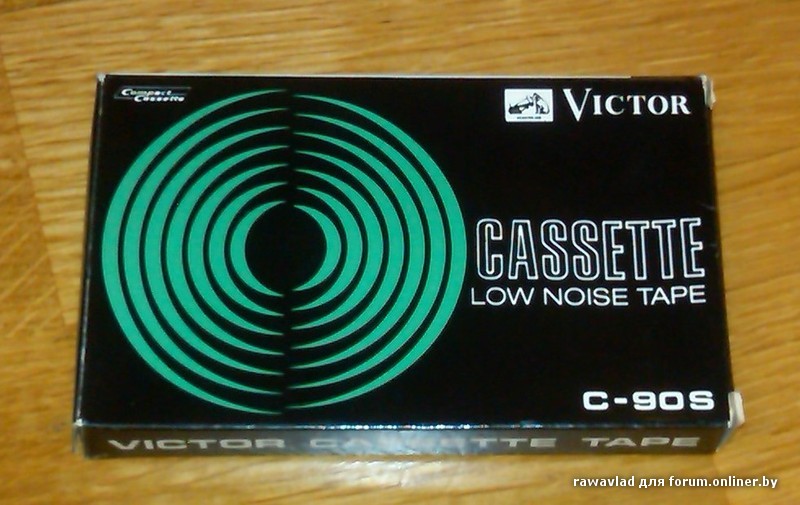 Compact
Cassette
VICTOR
CASSETTE
LOW NOISE TAPE
C-90S
VICTOR CASSETTE TAPE
rawavlad для forum.onliner.by